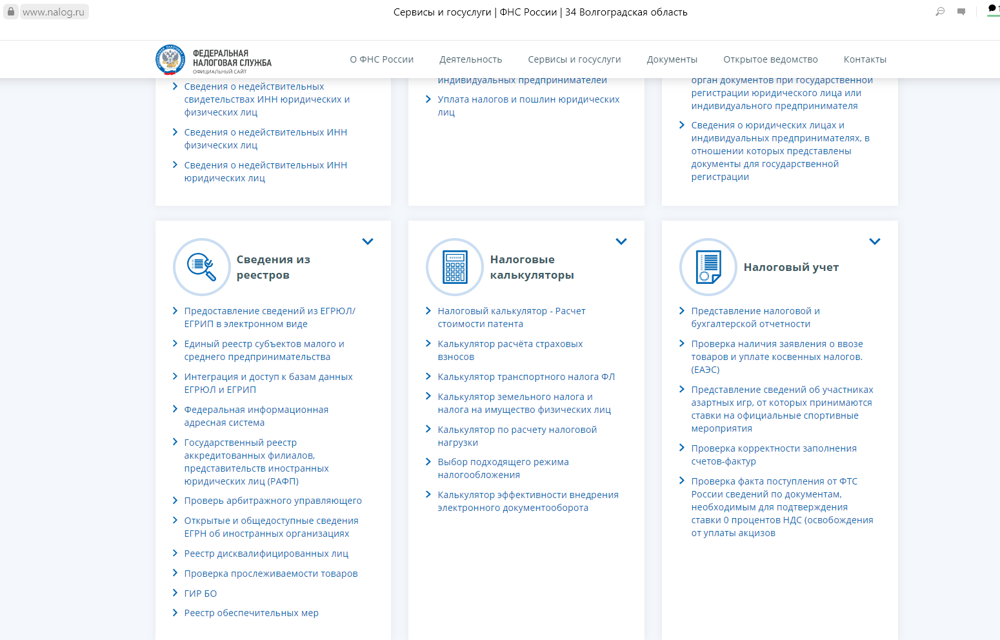 www.nalog.ru
Сервисы и госуслуги | ФНС России | 34 Волгоградская область
1
ФЕДЕРАЛЬНАЯ
НАЛОГОВАЯ СЛУЖБА
ОФИЦИАЛЬНЫЙ САЙТ
О ФНС России
Деятельность
Сервисы и госуслуги
Документы
Открытое ведомство
Контакты
Сведения о недействительных
свидетельствах ИНН юридических и
физических лиц
Сведения о недействительных ИНН
физических лиц
Сведения о недействительных ИНН
юридических лиц
индивидуальных предпринимателей
Уплата налогов и пошлин юридических
лиц
орган документов при государственной
регистрации юридического лица или
индивидуального предпринимателя
Сведения о юридических лицах и
индивидуальных предпринимателях, в
отношении которых представлены
документы для государственной
регистрации
Сведения из
реестров
Предоставление сведений из ЕГРЮЛ/
ЕГРИП в электронном виде
Единый реестр субъектов малого и
среднего предпринимательства
Интеграция и доступ к базам данных
ЕГРЮЛ и ЕГРИП
Федеральная информационная
адресная система
Государственный реестр
аккредитованных филиалов,
представительств иностранных
юридических лиц (РАФП)
Проверь арбитражного управляющего
Открытые и общедоступные сведения
ЕГРН об иностранных организациях
Реестр дисквалифицированных лиц
Проверка прослеживаемости товаров
ГИР БО
Реестр обеспечительных мер
Налоговые
калькуляторы
Налоговый калькулятор - Расчет
стоимости патента
Калькулятор расчёта страховых
взносов
Калькулятор транспортного налога ФЛ
Калькулятор земельного налога и
налога на имущество физических лиц
Калькулятор по расчету налоговой
нагрузки
Выбор подходящего режима
налогообложения
Калькулятор эффективности внедрения
электронного документооборота
Налоговый учет
Представление налоговой и
бухгалтерской отчетности
Проверка наличия заявления о ввозе
товаров и уплате косвенных налогов.
(ЕАЭС)
Представление сведений об участниках
азартных игр, от которых принимаются
ставки на официальные спортивные
мероприятия
Проверка корректности заполнения
счетов-фактур
Проверка факта поступления от ФТС
России сведений по документам,
необходимым для подтверждения
ставки 0 процентов НДС (освобождения
от уплаты акцизов